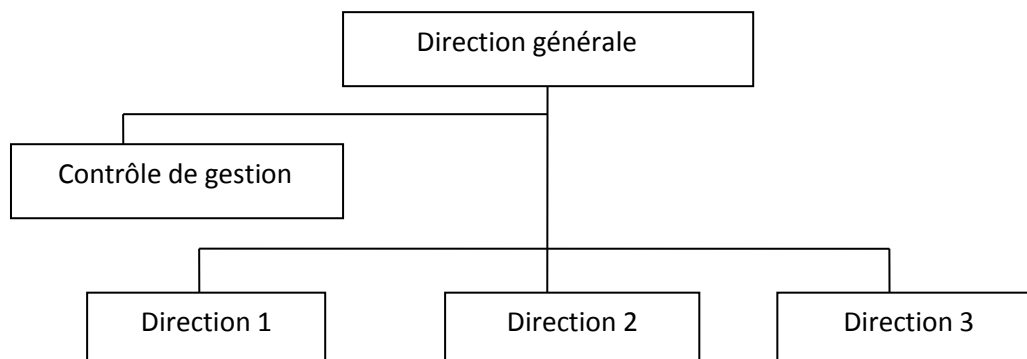 Direction générale
Contrôle de gestion
Direction 1
Direction 2
Direction 3